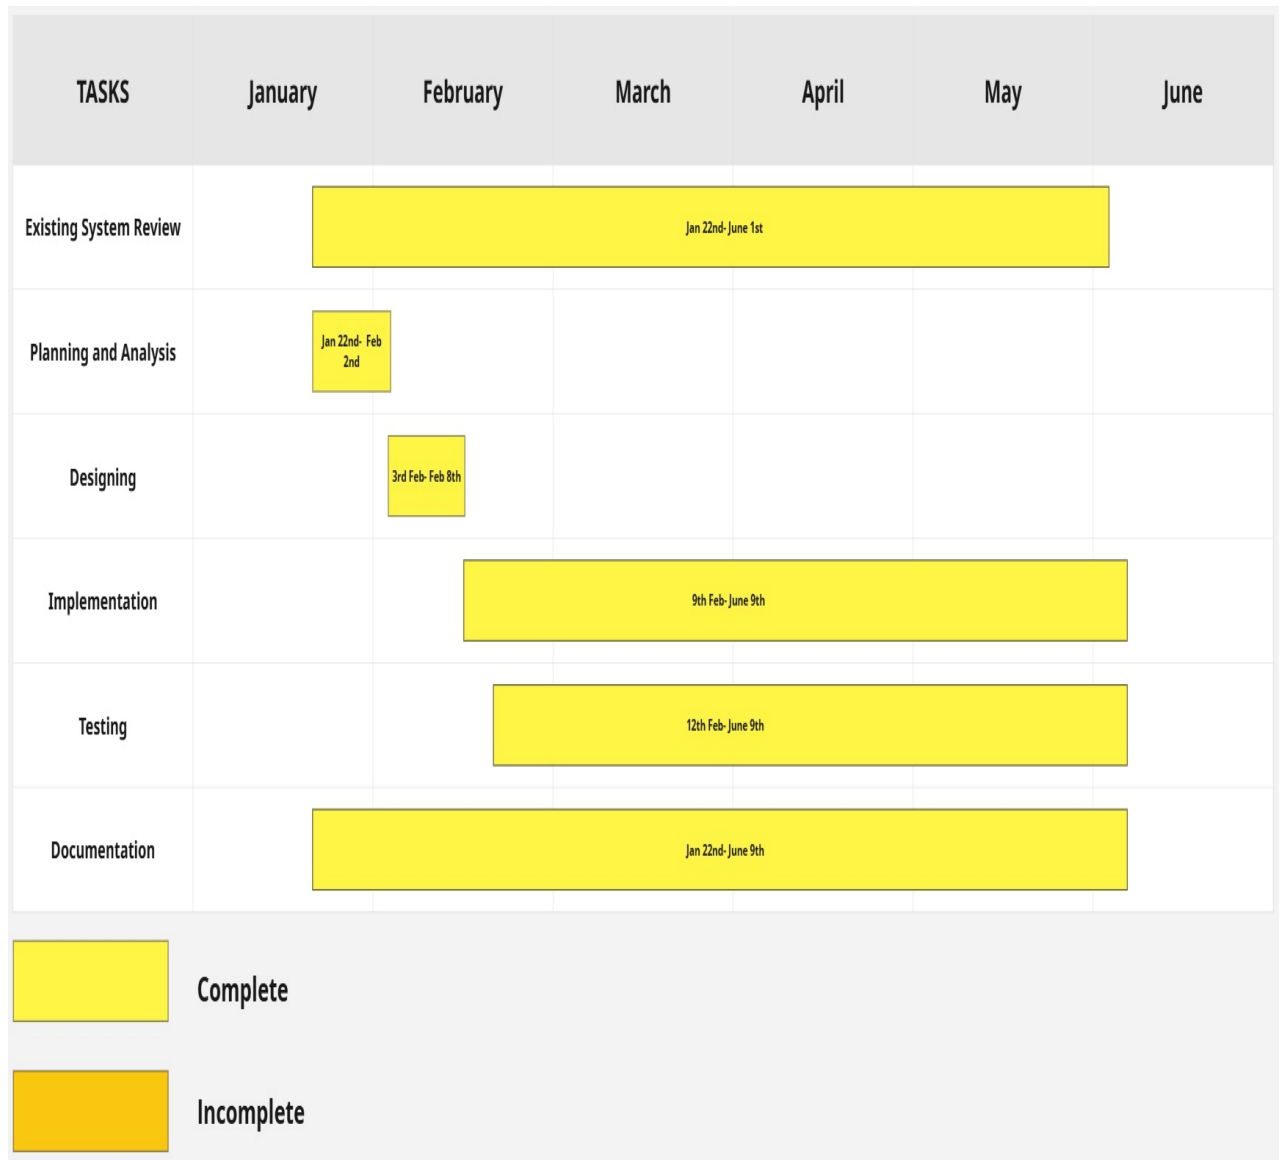 TASKS January February March April May June
Existing System Review Jan 22nd- June 1st
Planning and Analysis Jan 22nd- Feb
2nd
Designing 3rd Feb- Feb 8th
Implementation 9th Feb- June 9th
Testing 12th Feb- June 9th
Documentation Jan 22nd- June 9th
Complete
Incomplete